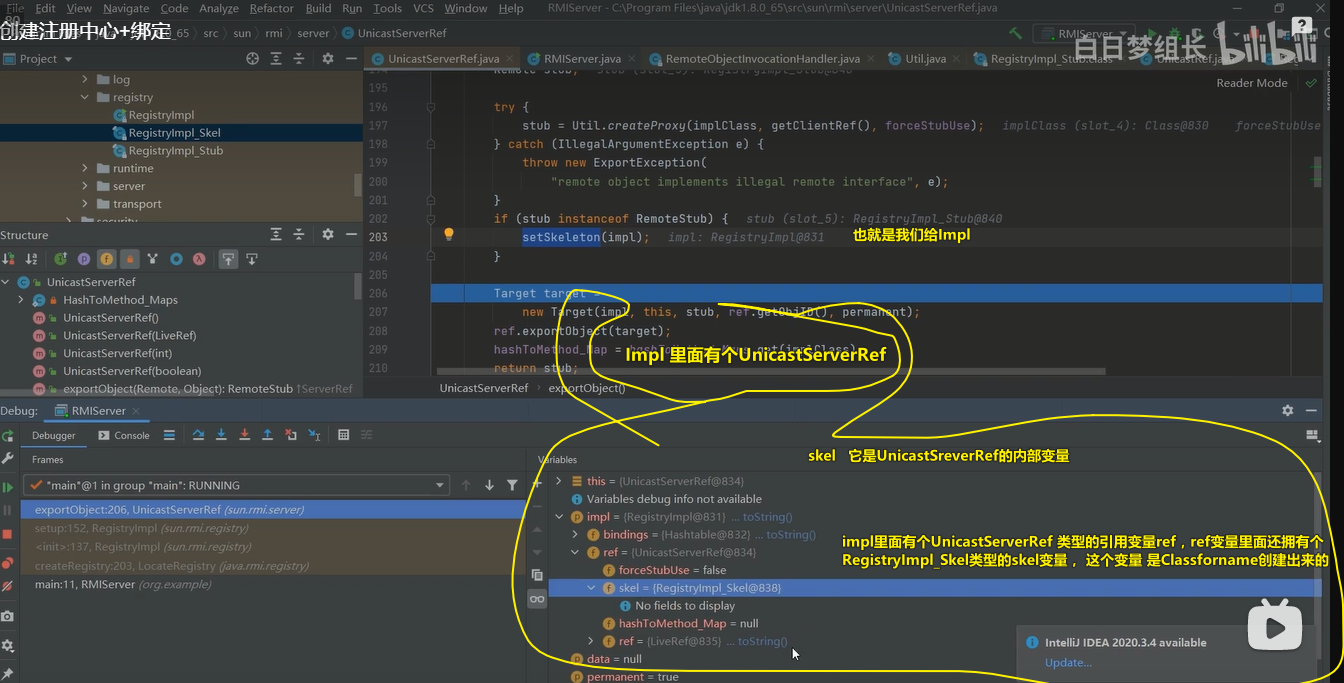 File Edit View Navigate Code Analyze Refactor Build Run Tools VCS Window Help RMIServer - C:\Program Files\java\jdk1.8.0_65\src\sun\rmi\server\UnicastServerRef.java
创建注册中心+绑定_65 src sun rmi server UnicastServerRef RMIServer
白日梦组长 bilibili
Project
UnicastServerRef.java RMIServer.java RemoteObjectInvocationHandler.java Util.java RegistryImpl_Stub.class
Reader Mode
log
registry
RegistryImpl
RegistryImpl_Skel
RegistryImpl_Stub
runtime
server
transport
security
195
196 try {
197 stub = Util.createProxy(implClass, getClientRef(), forceStubUse); implClass (slot_4): Class@830 forceStubUse
198 } catch (IllegalArgumentException e) {
199 throw new ExportException(
200 "remote object implements illegal remote interface", e);
201 }
202 if (stub instanceof RemoteStub) { stub (slot_5): RegistryImpl_Stub@840
203 setSkeleton(impl); impl: RegistryImpl@831 也就是我们给Impl
204 }
205
206 Target target =
207 new Target(impl, this, stub, ref.getObjID(), permanent);
208 ref.exportObject(target);
209 hashToMethod_Map =
210 return stub;
Impl 里面有个UnicastServerRef
UnicastServerRef exportObject()
Structure
UnicastServerRef
HashToMethod_Maps
UnicastServerRef()
UnicastServerRef(LiveRef)
UnicastServerRef(int)
UnicastServerRef(boolean)
exportObject(Remote, Object): RemoteStub ↑ServerRef
Debug: RMIServer
Debugger Console
Frames
"main"@1 in group "main": RUNNING
exportObject:206, UnicastServerRef (sun.rmi.server)
setup:152, RegistryImpl (sun.rmi.registry)
<init>:137, RegistryImpl (sun.rmi.registry)
createRegistry:203, LocateRegistry (java.rmi.registry)
main:11, RMIServer (org.example)
Variables
skel 它是UnicastSreverRef的内部变量
this = {UnicastServerRef@834}
Variables debug info not available
impl = {RegistryImpl@831} ... toString()
bindings = {Hashtable@832} ... toString()
ref = {UnicastServerRef@834}
forceStubUse = false
skel = {RegistryImpl_Skel@838}
No fields to display
hashToMethod_Map = null
ref = {LiveRef@835} ... toString()
data = null
permanent = true
impl里面有个UnicastServerRef 类型的引用变量ref，ref变量里面还拥有个
RegistryImpl_Skel类型的skel变量，这个变量 是Classforname创建出来的
IntelliJ IDEA 2020.3.4 available
Update...